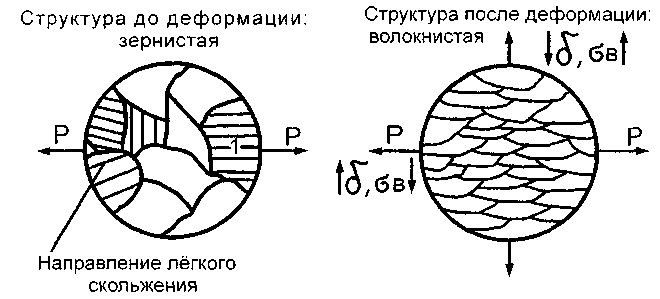 Структура до деформации:
зернистая
P
1
P
Направление лёгкого
скольжения
Структура после деформации:
волокнистая
↓δ, σв↑
P
P
↑δ, σв↓